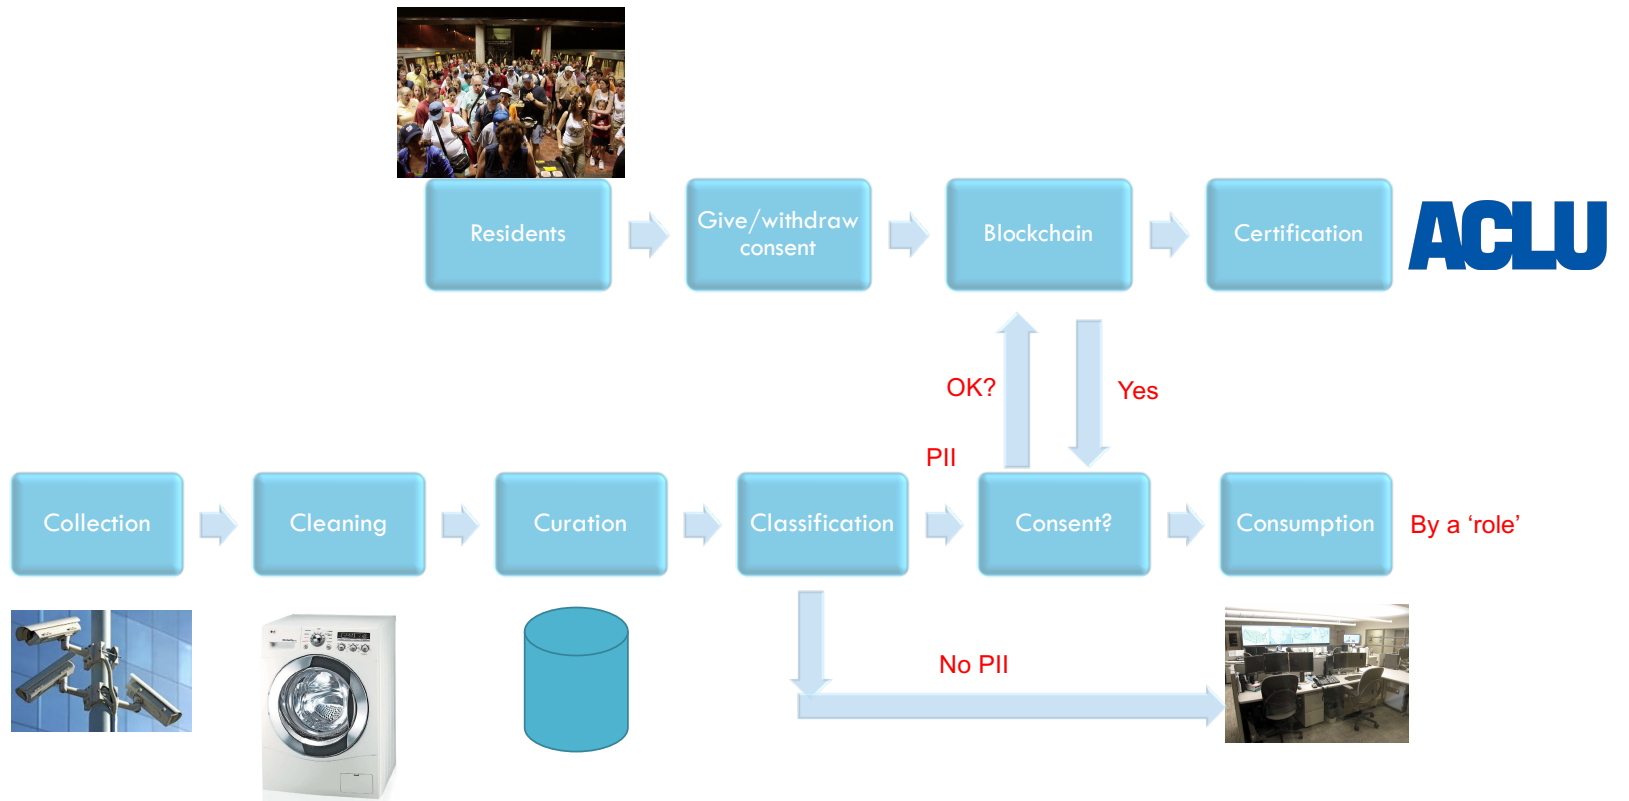 Residents
Give/withdraw
consent
Blockchain
Certification
ACLU
OK?
Yes
PII
Collection
Cleaning
Curation
Classification
Consent?
Consumption
By a ‘role’
No PII